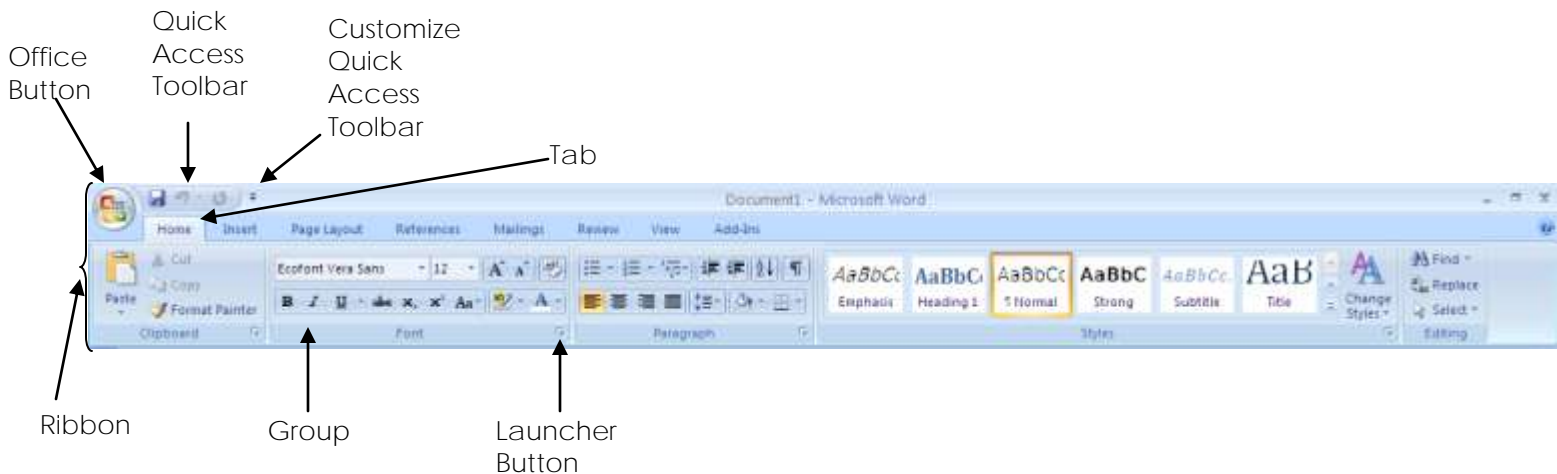 Quick
Access
Toolbar
Customize
Quick
Access
Toolbar
Office
Button
Tab
Document1 - Microsoft Word
Home Insert Page Layout References Mailings Review View Add-Ins
Cut
Copy
Format Painter
Paste
Clipboard
Ecofont Vera Sans 12
Font
Paragraph
AaBbCc AaBbC AaBbCc AaBbC AaBbCc AaB
Emphasis Heading 1 ¶ Normal Strong Subtitle Title
Change
Styles
Styles
Find
Replace
Select
Editing
Ribbon
Group
Launcher
Button